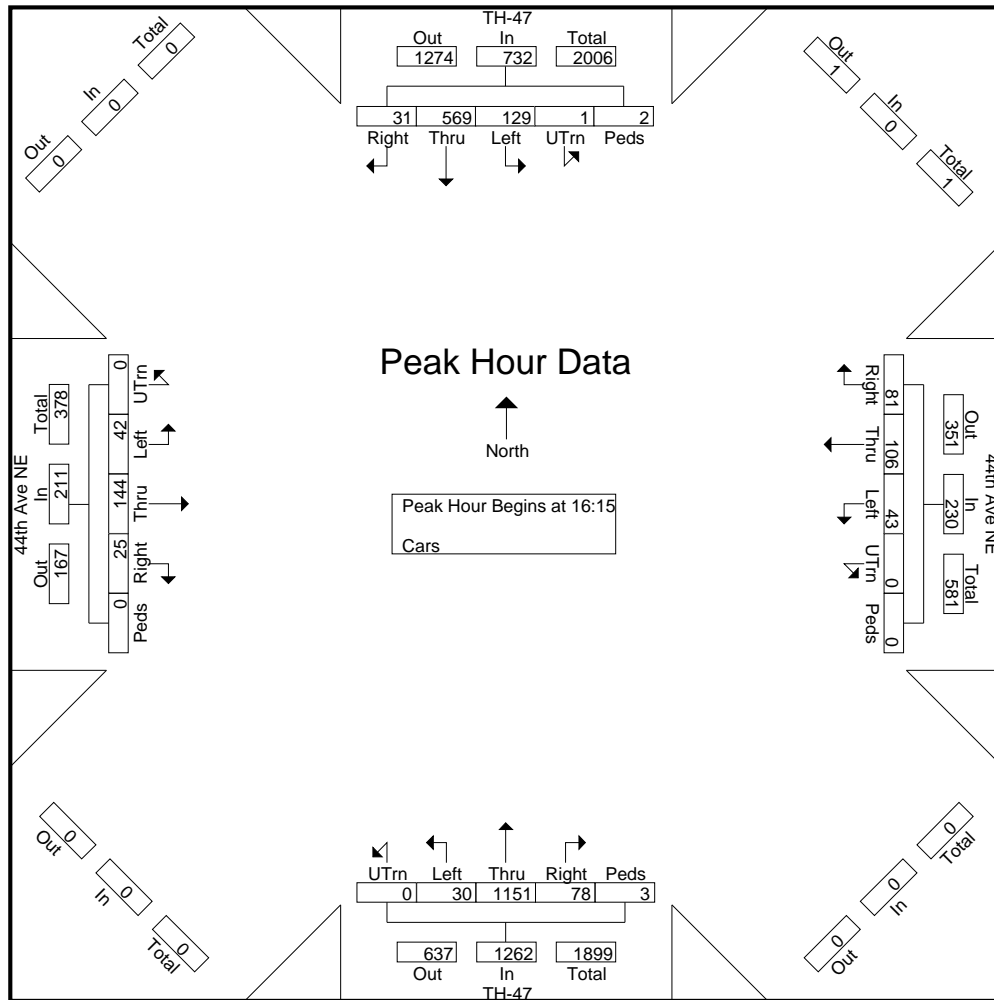 TH-47
Out In Total
1274 732 2006
31 569 129 1 2
Right Thru Left UTrn Peds
Total 0
In 0
Out 0
Out 1
In 0
Total 1
Peak Hour Data
North
Peak Hour Begins at 16:15
Cars
44th Ave NE
Total In Out
378 211 167
0 42 144 25 0
UTrn Left Thru Right Peds
Right Thru Left UTrn Peds
81 106 43 0 0
Out In Total
351 230 581
44th Ave NE
Out 0
In 0
Total 0
UTrn Left Thru Right Peds
0 30 1151 78 3
637 1262 1899
Out In Total
TH-47
0 Total
0 In
0 Out